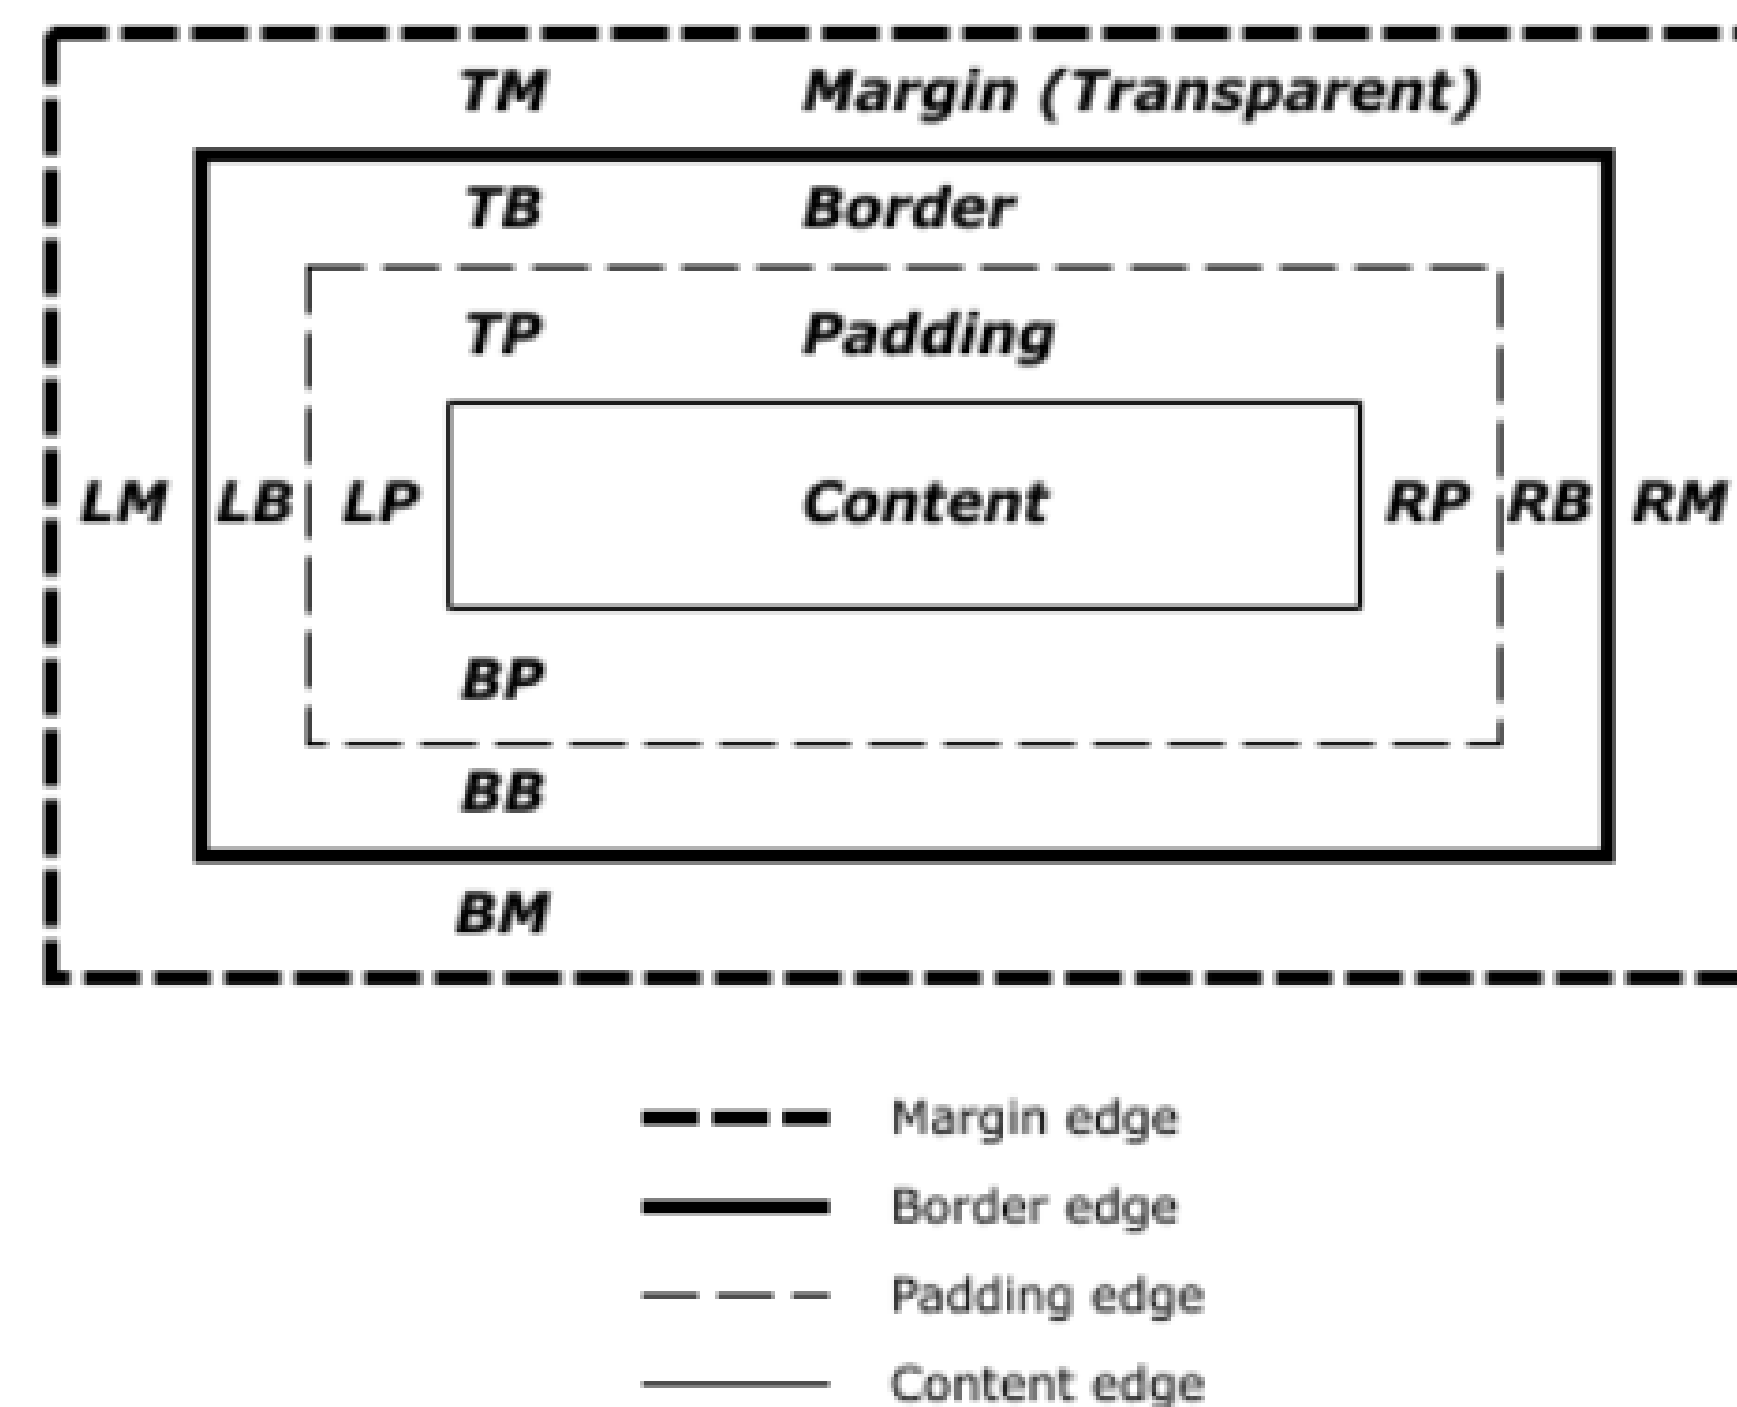 TM Margin (Transparent)
TB Border
TP Padding
LM LB LP Content RP RB RM
BP
BB
BM
Margin edge
Border edge
Padding edge
Content edge